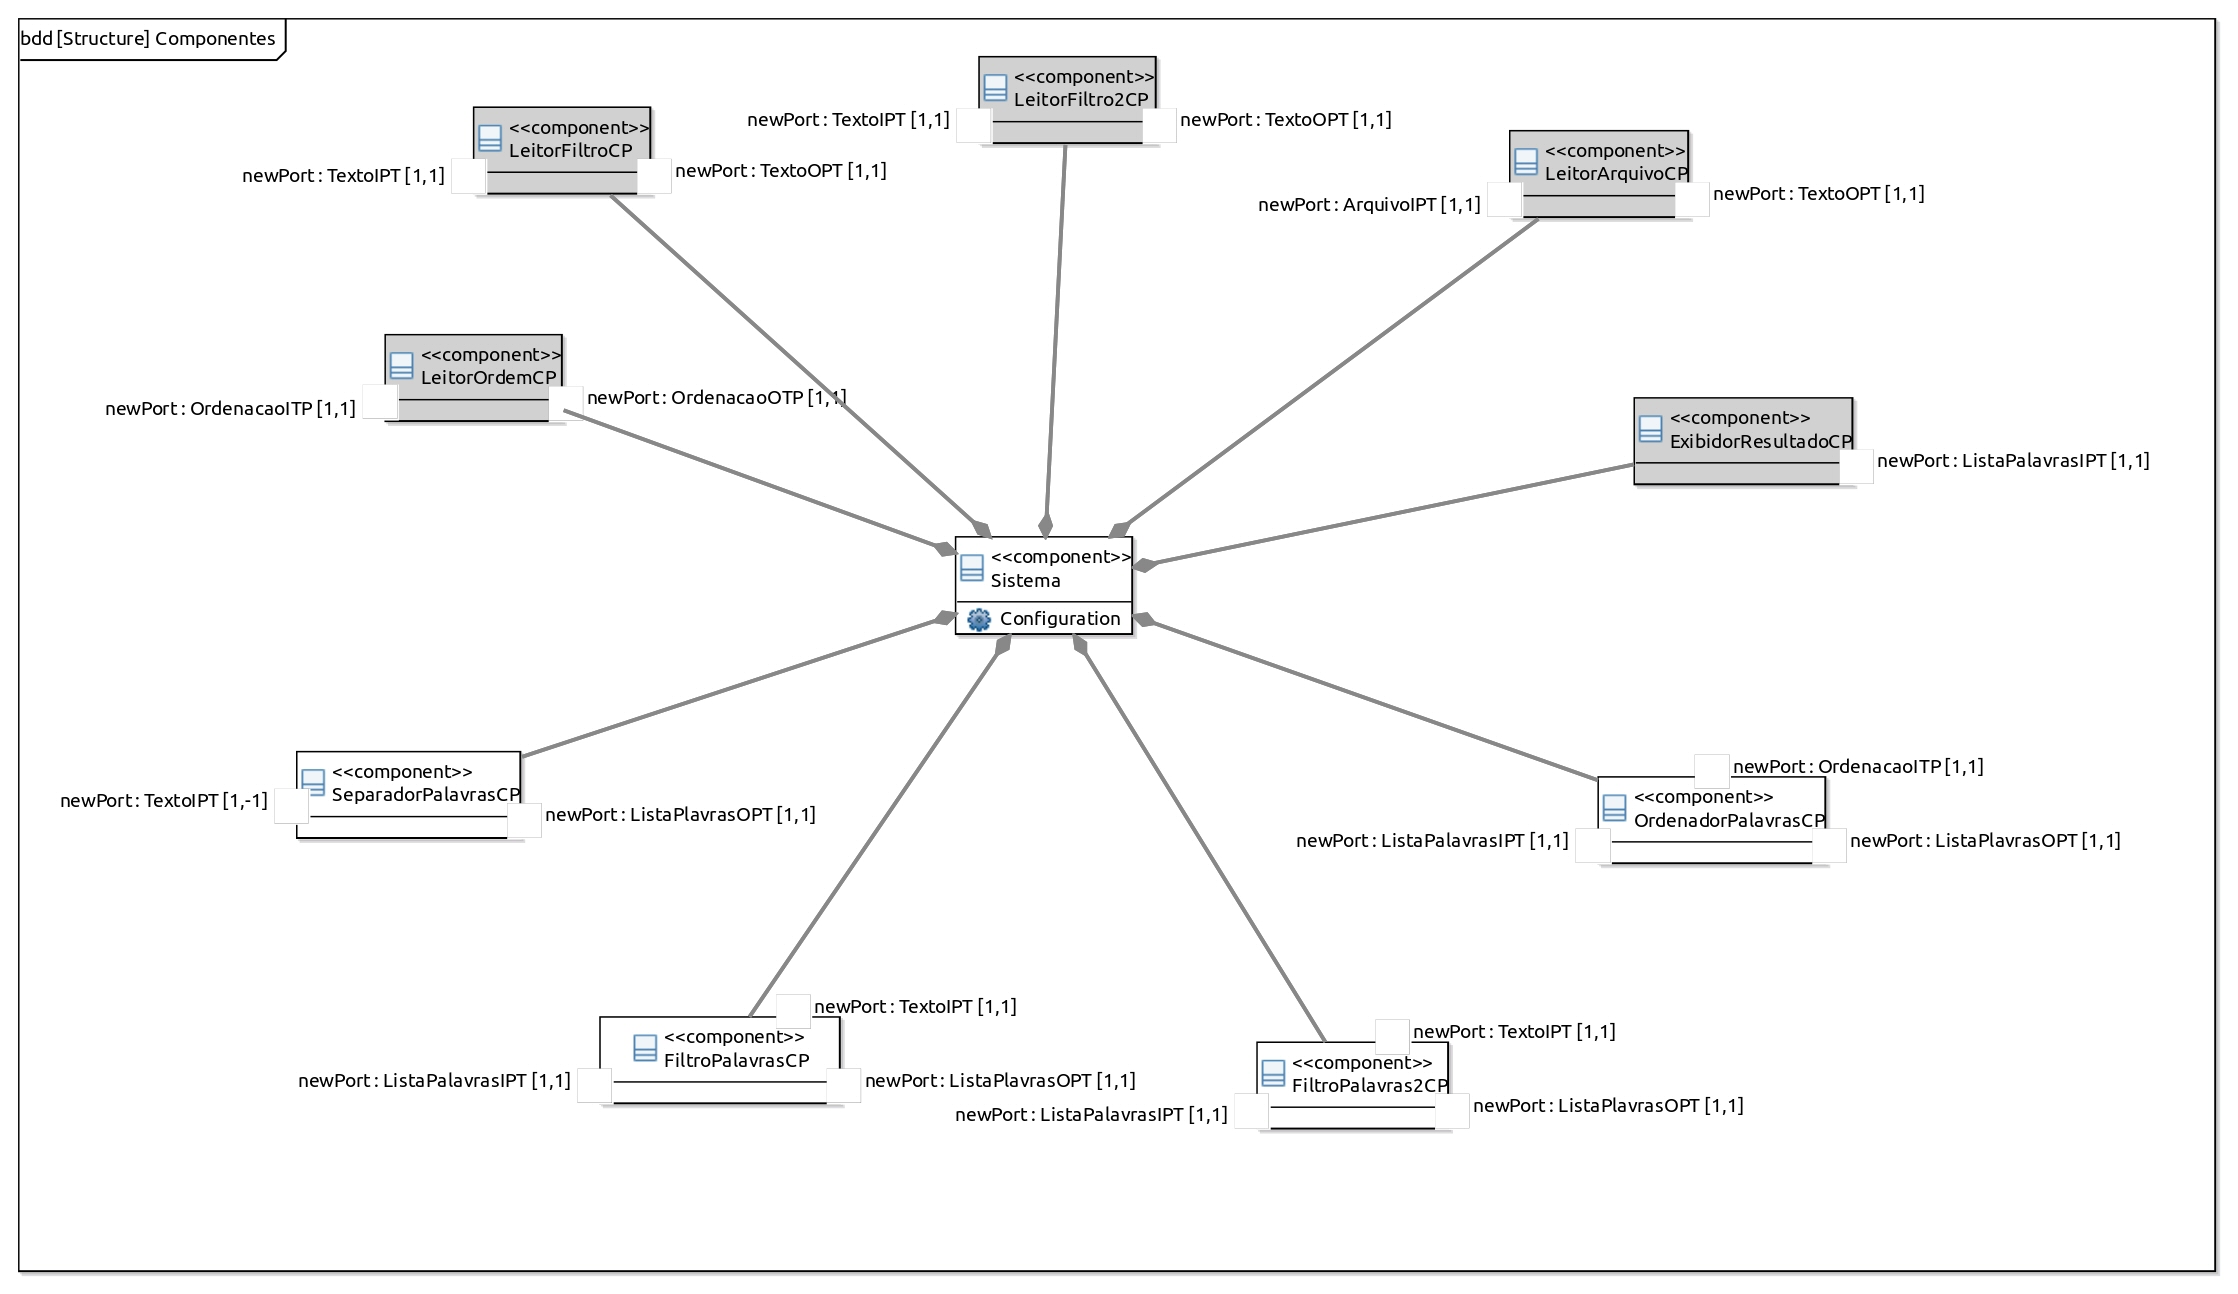 bdd [Structure] Componentes
<<component>>
LeitorFiltro2CP
newPort : TextoIPT [1,1]
newPort : TextoOPT [1,1]
<<component>>
LeitorFiltroCP
newPort : TextoIPT [1,1]
newPort : TextoOPT [1,1]
<<component>>
LeitorArquivoCP
newPort : ArquivoIPT [1,1]
newPort : TextoOPT [1,1]
<<component>>
LeitorOrdemCP
newPort : OrdenacaoITP [1,1]
newPort : OrdenacaoOTP [1,1]
<<component>>
ExibidorResultadoCP
newPort : ListaPalavrasIPT [1,1]
<<component>>
Sistema
Configuration
<<component>>
SeparadorPalavrasCP
newPort : TextoIPT [1,-1]
newPort : ListaPlavrasOPT [1,1]
newPort : OrdenacaoITP [1,1]
<<component>>
OrdenadorPalavrasCP
newPort : ListaPalavrasIPT [1,1]
newPort : ListaPlavrasOPT [1,1]
newPort : TextoIPT [1,1]
<<component>>
FiltroPalavrasCP
newPort : ListaPalavrasIPT [1,1]
newPort : ListaPlavrasOPT [1,1]
newPort : TextoIPT [1,1]
<<component>>
FiltroPalavras2CP
newPort : ListaPalavrasIPT [1,1]
newPort : ListaPlavrasOPT [1,1]